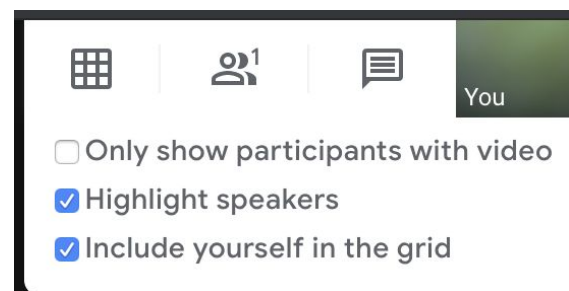 1
You
Only show participants with video
Highlight speakers
Include yourself in the grid